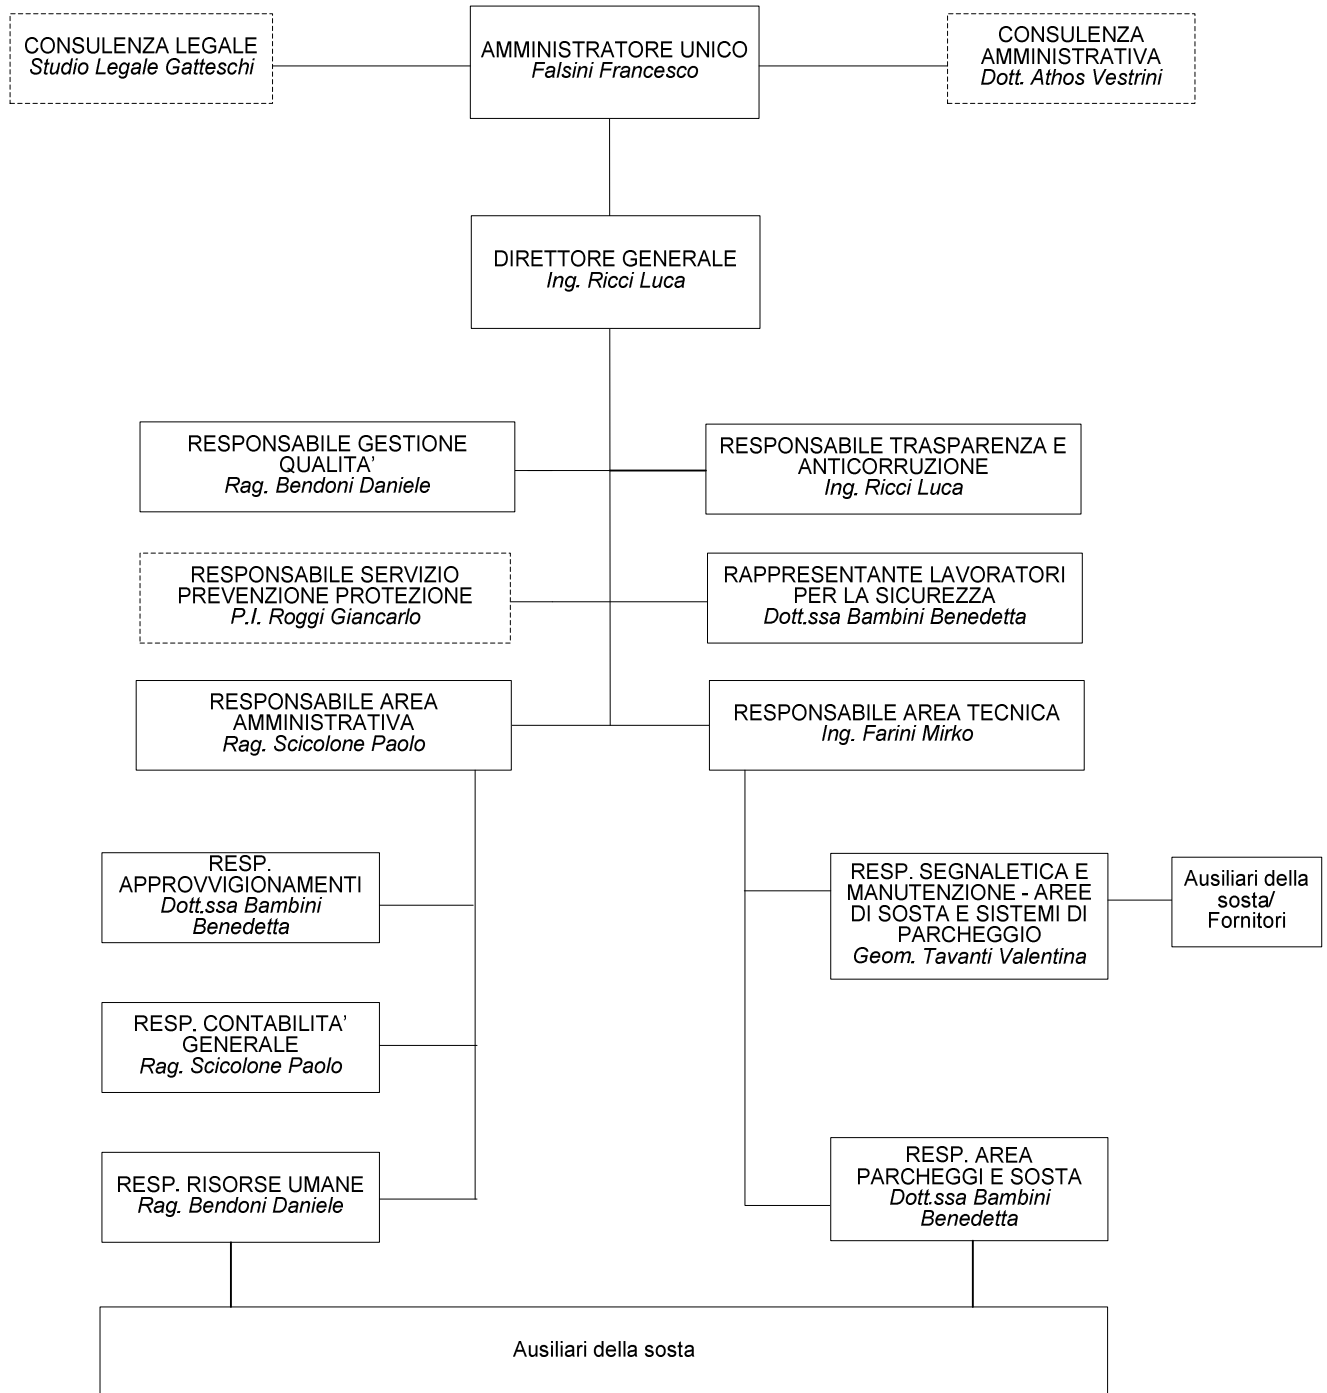 CONSULENZA LEGALE
Studio Legale Gatteschi
AMMINISTRATORE UNICO
Falsini Francesco
CONSULENZA
AMMINISTRATIVA
Dott. Athos Vestrini
DIRETTORE GENERALE
Ing. Ricci Luca
RESPONSABILE GESTIONE
QUALITA’
Rag. Bendoni Daniele
RESPONSABILE TRASPARENZA E
ANTICORRUZIONE
Ing. Ricci Luca
RESPONSABILE SERVIZIO
PREVENZIONE PROTEZIONE
P.I. Roggi Giancarlo
RAPPRESENTANTE LAVORATORI
PER LA SICUREZZA
Dott.ssa Bambini Benedetta
RESPONSABILE AREA
AMMINISTRATIVA
Rag. Scicolone Paolo
RESPONSABILE AREA TECNICA
Ing. Farini Mirko
RESP.
APPROVVIGIONAMENTI
Dott.ssa Bambini
Benedetta
RESP. SEGNALETICA E
MANUTENZIONE - AREE
DI SOSTA E SISTEMI DI
PARCHEGGIO
Geom. Tavanti Valentina
Ausiliari della
sosta/
Fornitori
RESP. CONTABILITA’
GENERALE
Rag. Scicolone Paolo
RESP. RISORSE UMANE
Rag. Bendoni Daniele
RESP. AREA
PARCHEGGI E SOSTA
Dott.ssa Bambini
Benedetta
Ausiliari della sosta